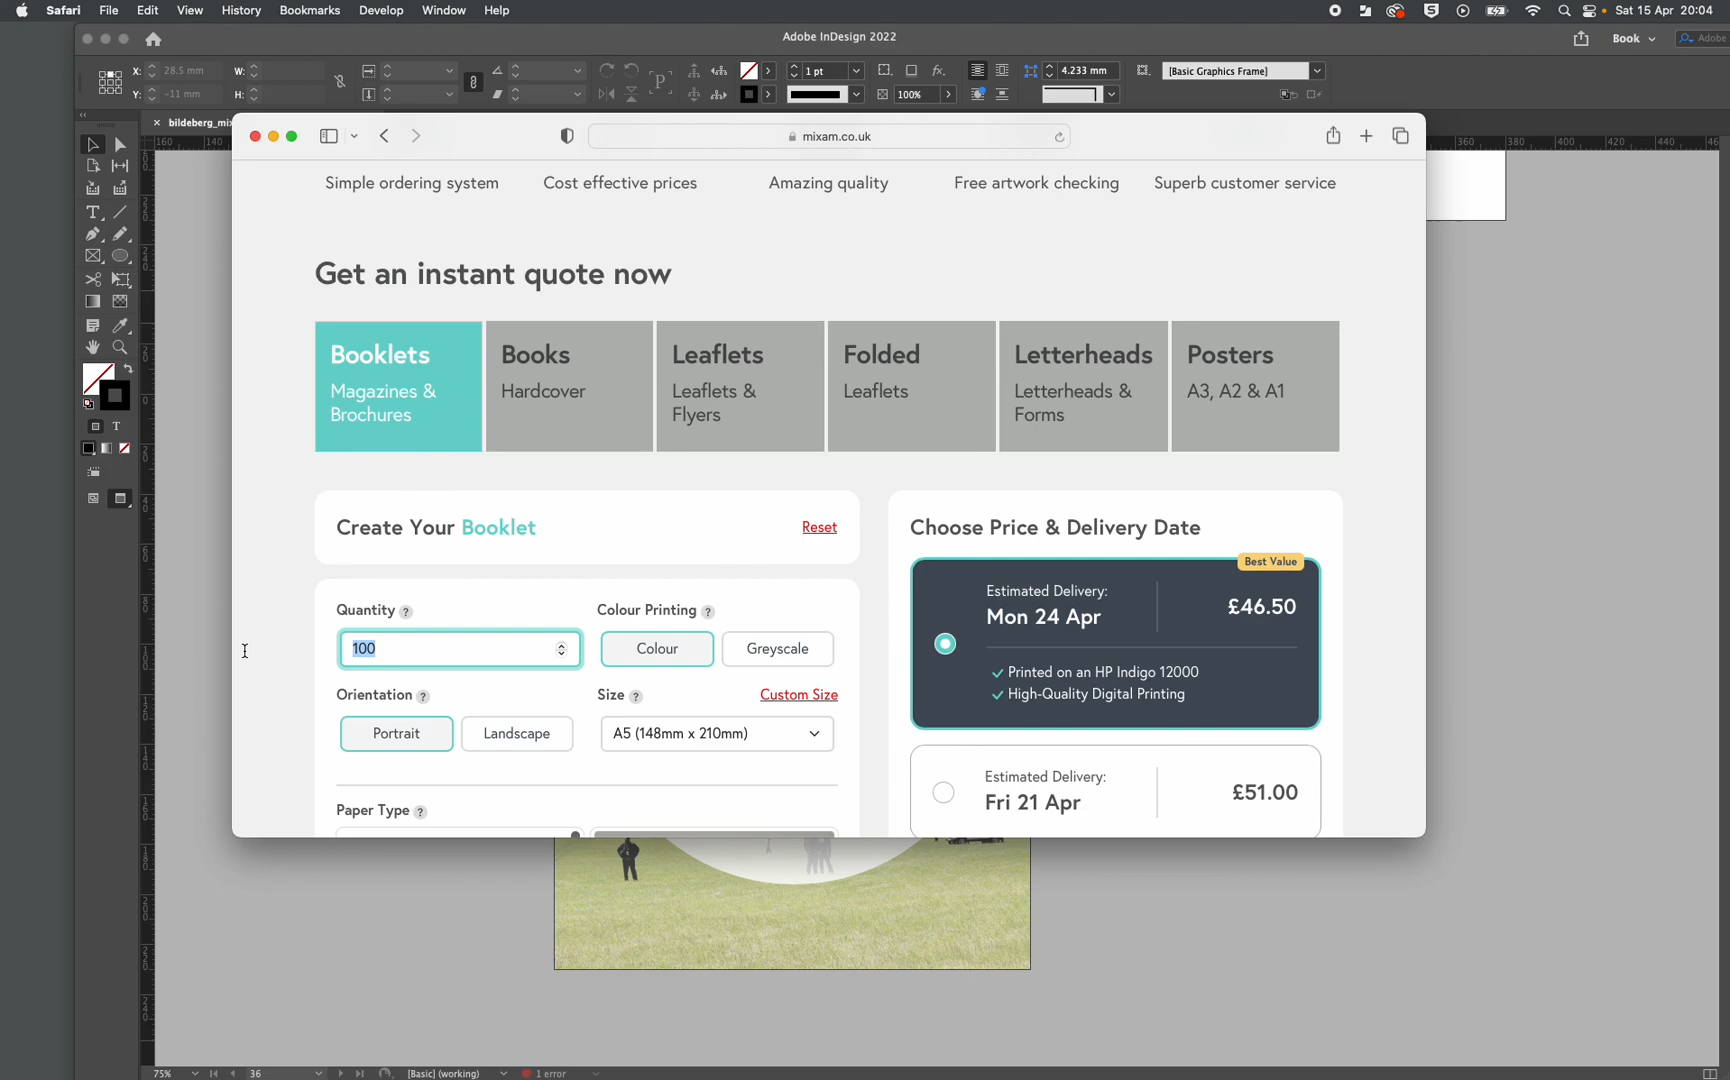 Safari File Edit View History Bookmarks Develop Window Help Sat 15 Apr 20:04
Adobe InDesign 2022 Book Adobe
X: 28.5 mm W: 1 pt 4.233 mm [Basic Graphics Frame]
Y: -11 mm H: 100%
× bildeberg_mix
mixam.co.uk
Simple ordering system Cost effective prices Amazing quality Free artwork checking Superb customer service
Get an instant quote now
Booklets
Magazines &
Brochures
Books
Hardcover
Leaflets
Leaflets &
Flyers
Folded
Leaflets
Letterheads
Letterheads &
Forms
Posters
A3, A2 & A1
Create Your Booklet Reset
Quantity ? Colour Printing ?
100 Colour Greyscale
Orientation ? Size ? Custom Size
Portrait Landscape A5 (148mm x 210mm)
Paper Type ?
Choose Price & Delivery Date
Best Value
Estimated Delivery:
Mon 24 Apr £46.50
Printed on an HP Indigo 12000
High-Quality Digital Printing
Estimated Delivery:
Fri 21 Apr £51.00
75% 36 [Basic] (working) 1 error